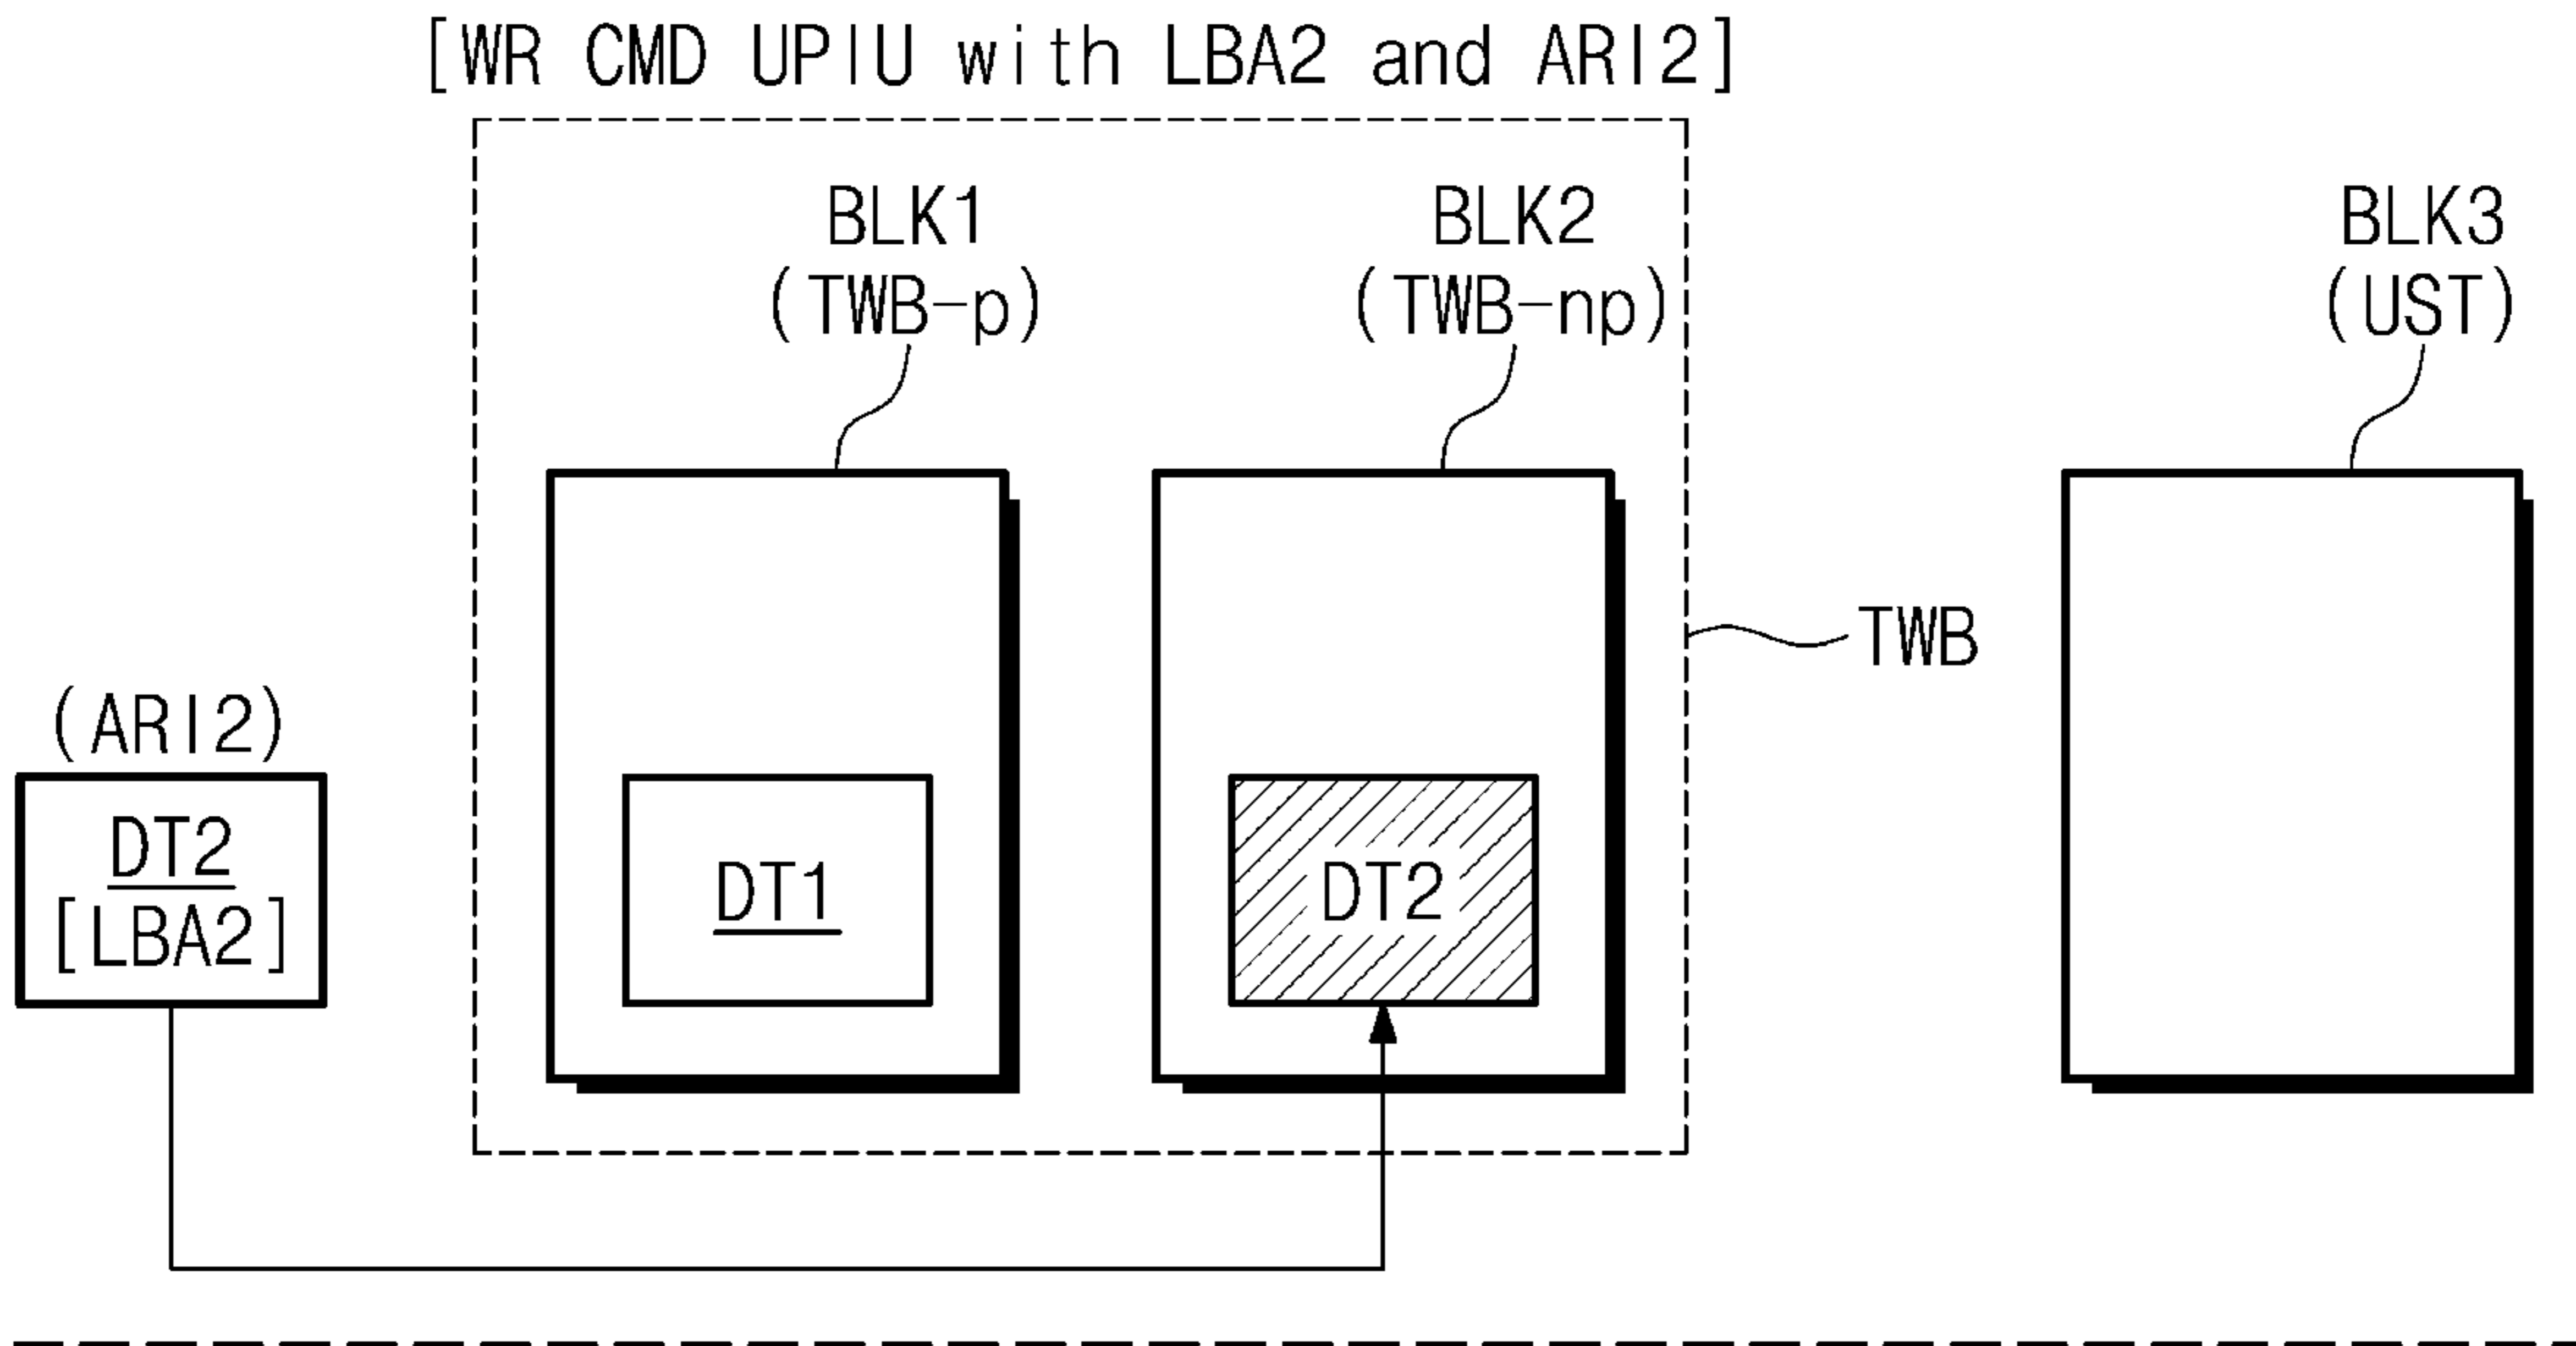 [WR CMD UPIU with LBA2 and ARI2]
BLK1
(TWB-p)
BLK2
(TWB-np)
BLK3
(UST)
TWB
(ARI2)
DT2
[LBA2]
DT1
DT2